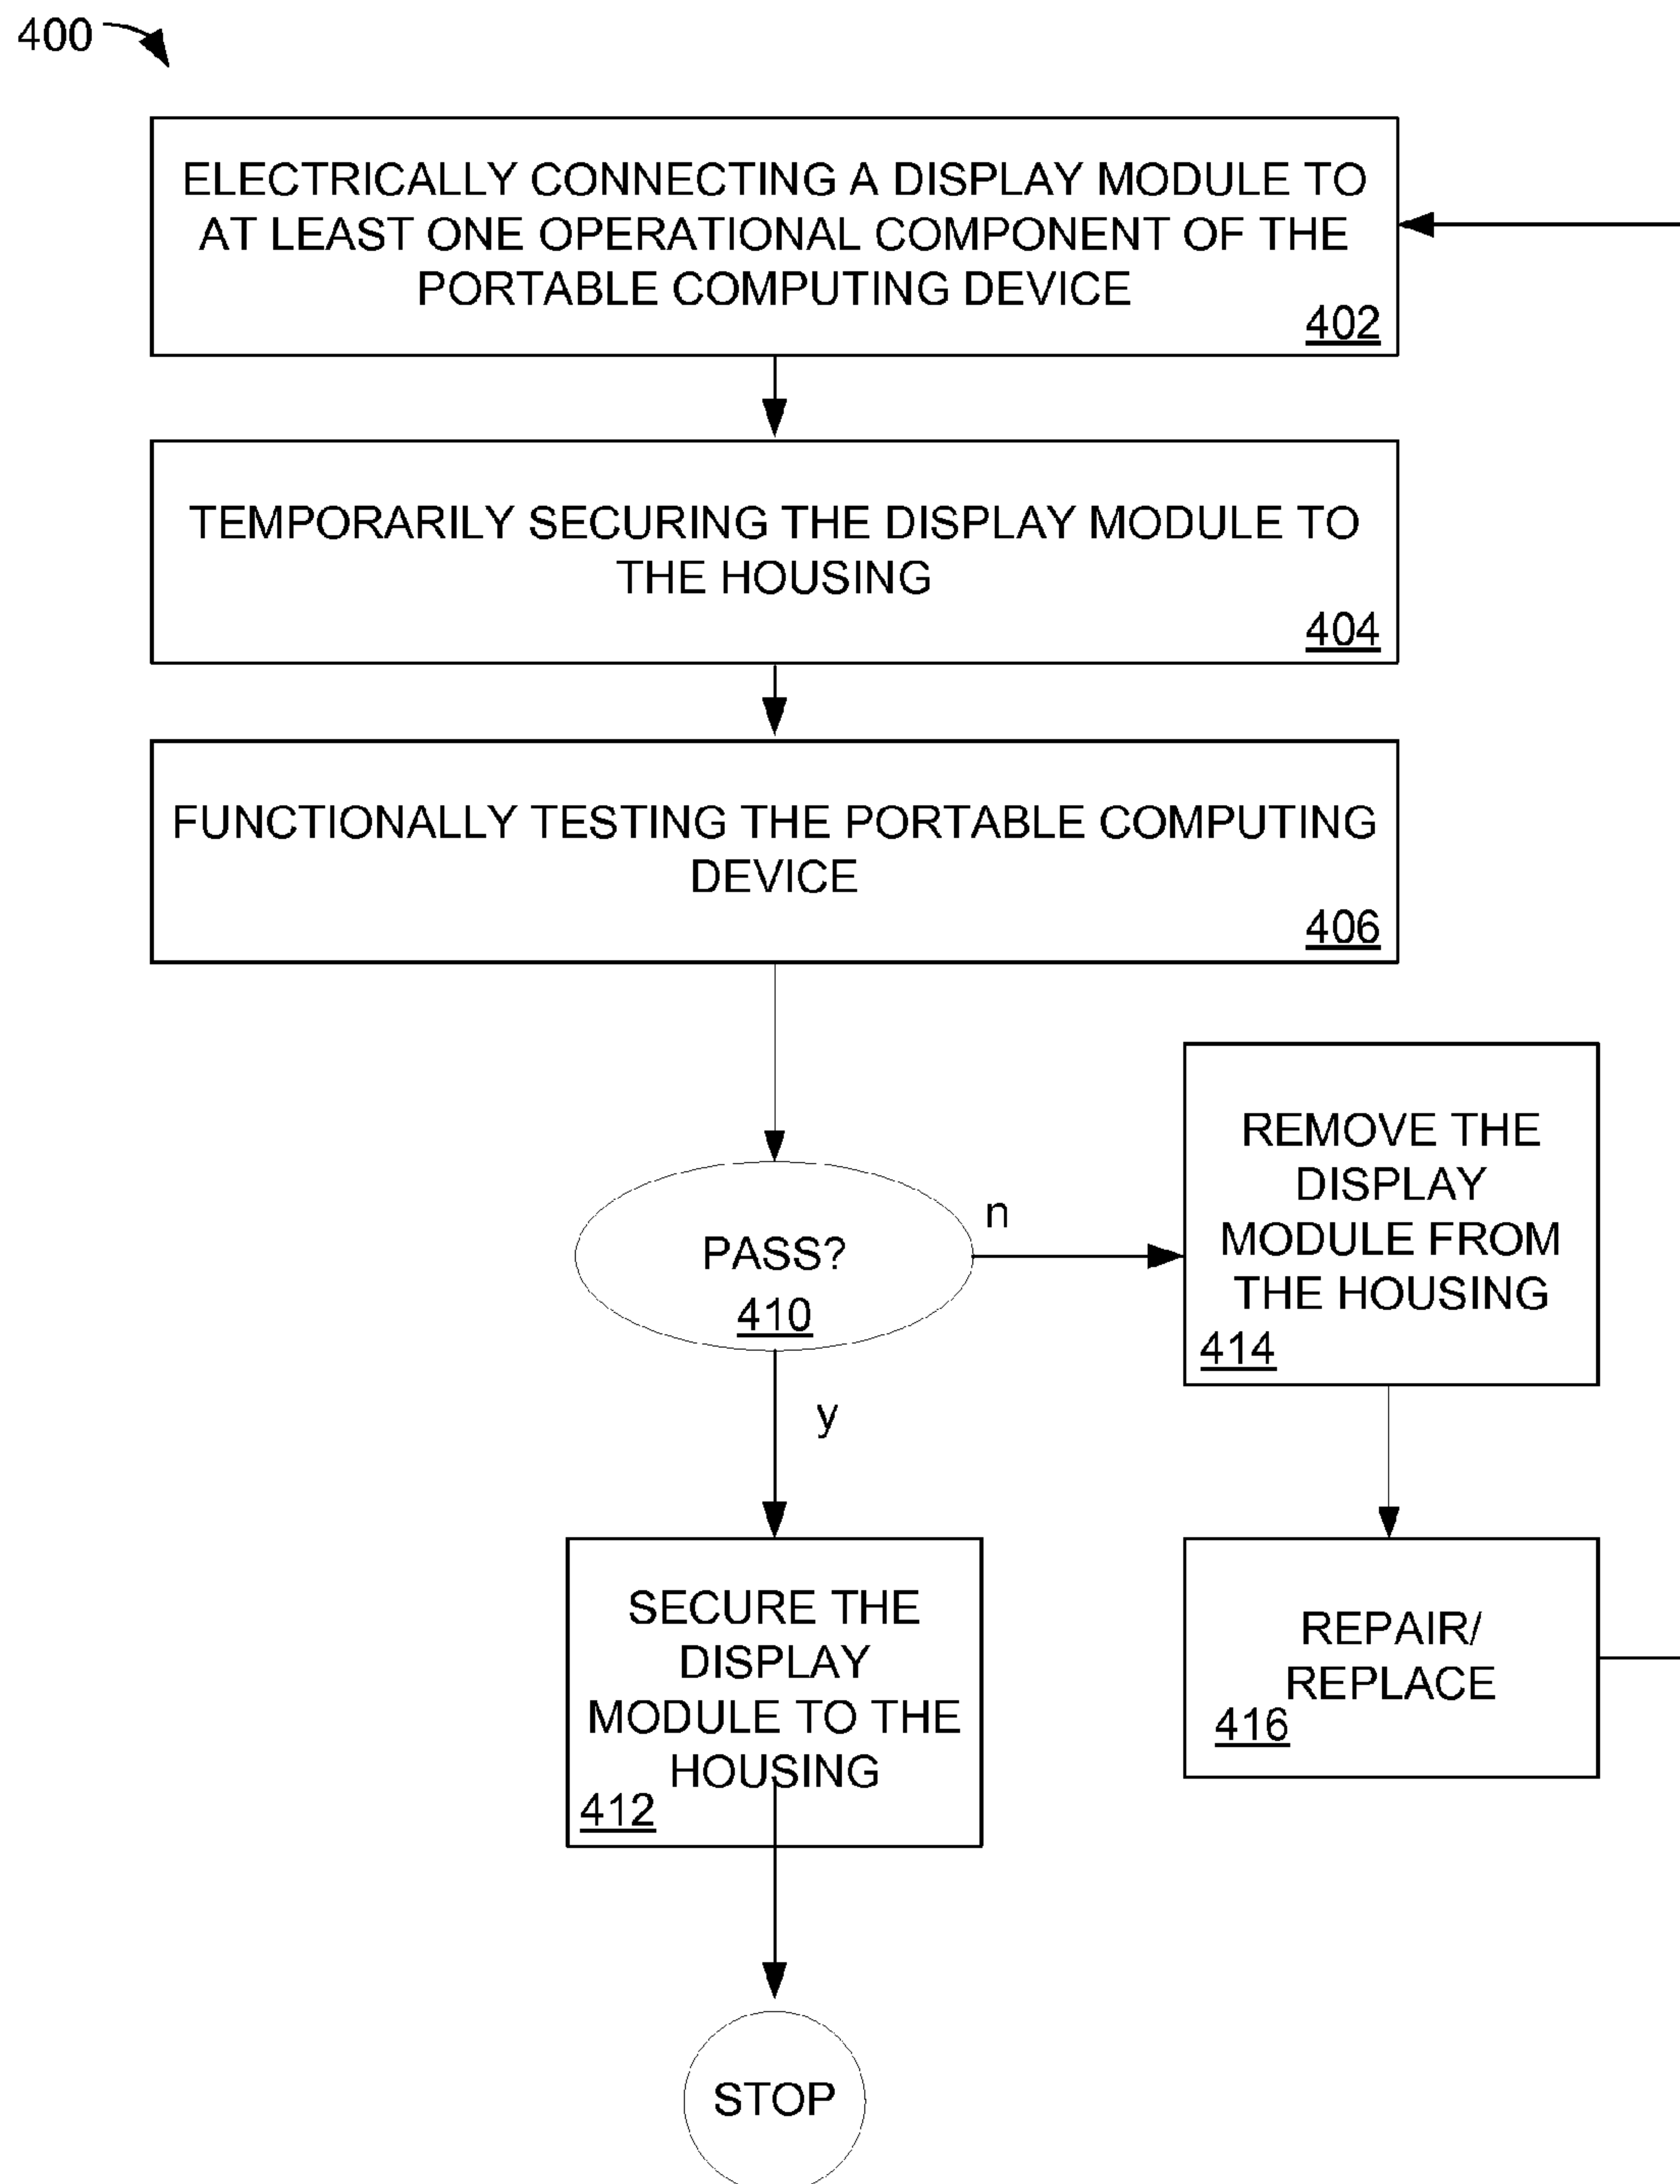 400
ELECTRICALLY CONNECTING A DISPLAY MODULE TO
AT LEAST ONE OPERATIONAL COMPONENT OF THE
PORTABLE COMPUTING DEVICE
402
TEMPORARILY SECURING THE DISPLAY MODULE TO
THE HOUSING
404
FUNCTIONALLY TESTING THE PORTABLE COMPUTING
DEVICE
406
PASS?
410
n
y
REMOVE THE
DISPLAY
MODULE FROM
THE HOUSING
414
SECURE THE
DISPLAY
MODULE TO THE
HOUSING
412
REPAIR/
REPLACE
416
STOP